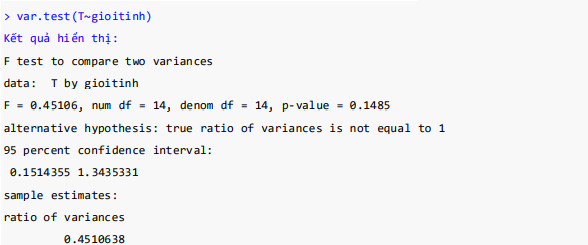 > var.test(T~gioitinh)
Kết quả hiển thị:
F test to compare two variances
data:  T by gioitinh
F = 0.45106, num df = 14, denom df = 14, p-value = 0.1485
alternative hypothesis: true ratio of variances is not equal to 1
95 percent confidence interval:
 0.1514355 1.3435331
sample estimates:
ratio of variances
         0.4510638